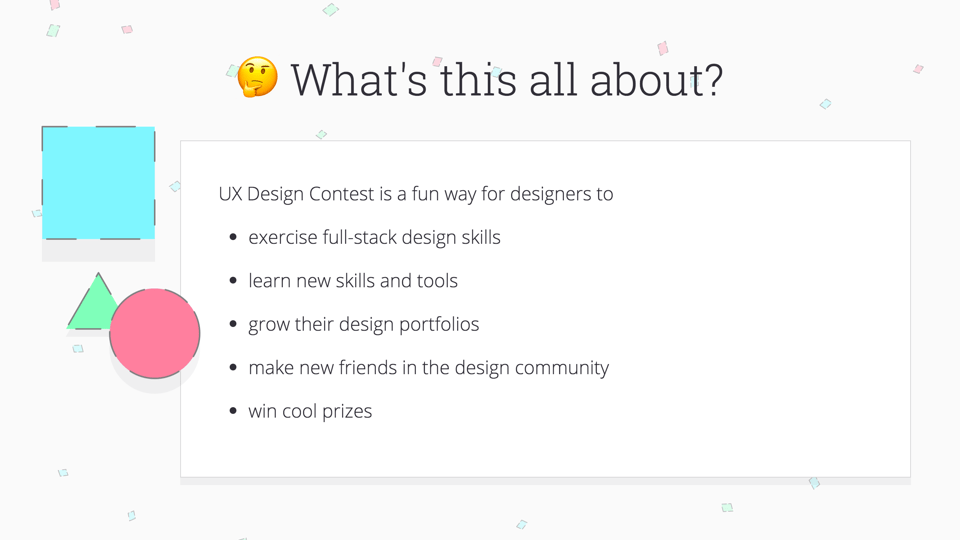 🤔 What's this all about?
UX Design Contest is a fun way for designers to
• exercise full-stack design skills
• learn new skills and tools
• grow their design portfolios
• make new friends in the design community
• win cool prizes